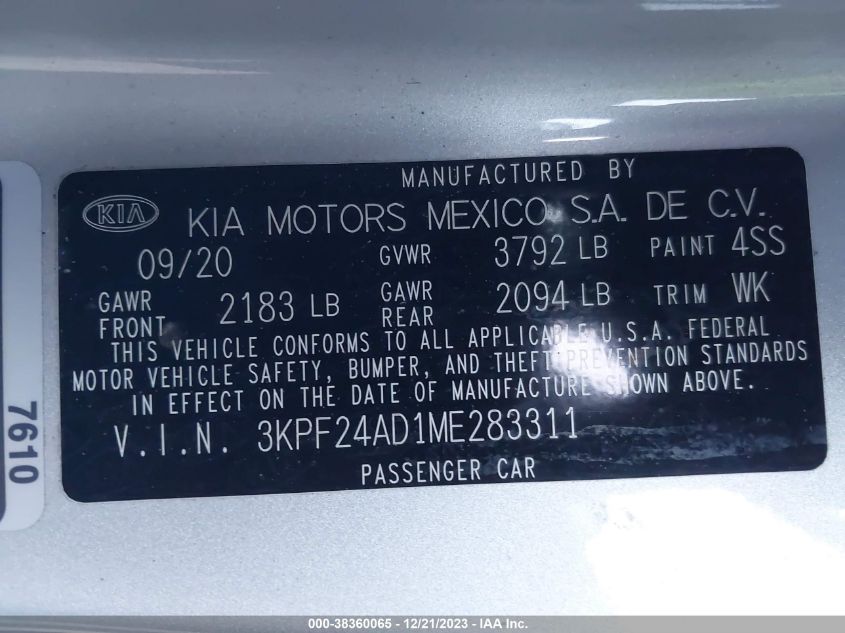 MANUFACTURED BY
KIA KIA MOTORS MEXICO S.A. DE C.V.
09/20 GVWR 3792 LB PAINT 4SS
GAWR FRONT 2183 LB GAWR REAR 2094 LB TRIM WK
THIS VEHICLE CONFORMS TO ALL APPLICABLE U.S.A. FEDERAL
MOTOR VEHICLE SAFETY, BUMPER, AND THEFT PREVENTION STANDARDS
IN EFFECT ON THE DATE OF MANUFACTURE SHOWN ABOVE.
V.I.N. 3KPF24AD1ME283311
PASSENGER CAR
7610
000-38360065 - 12/21/2023 - IAA Inc.